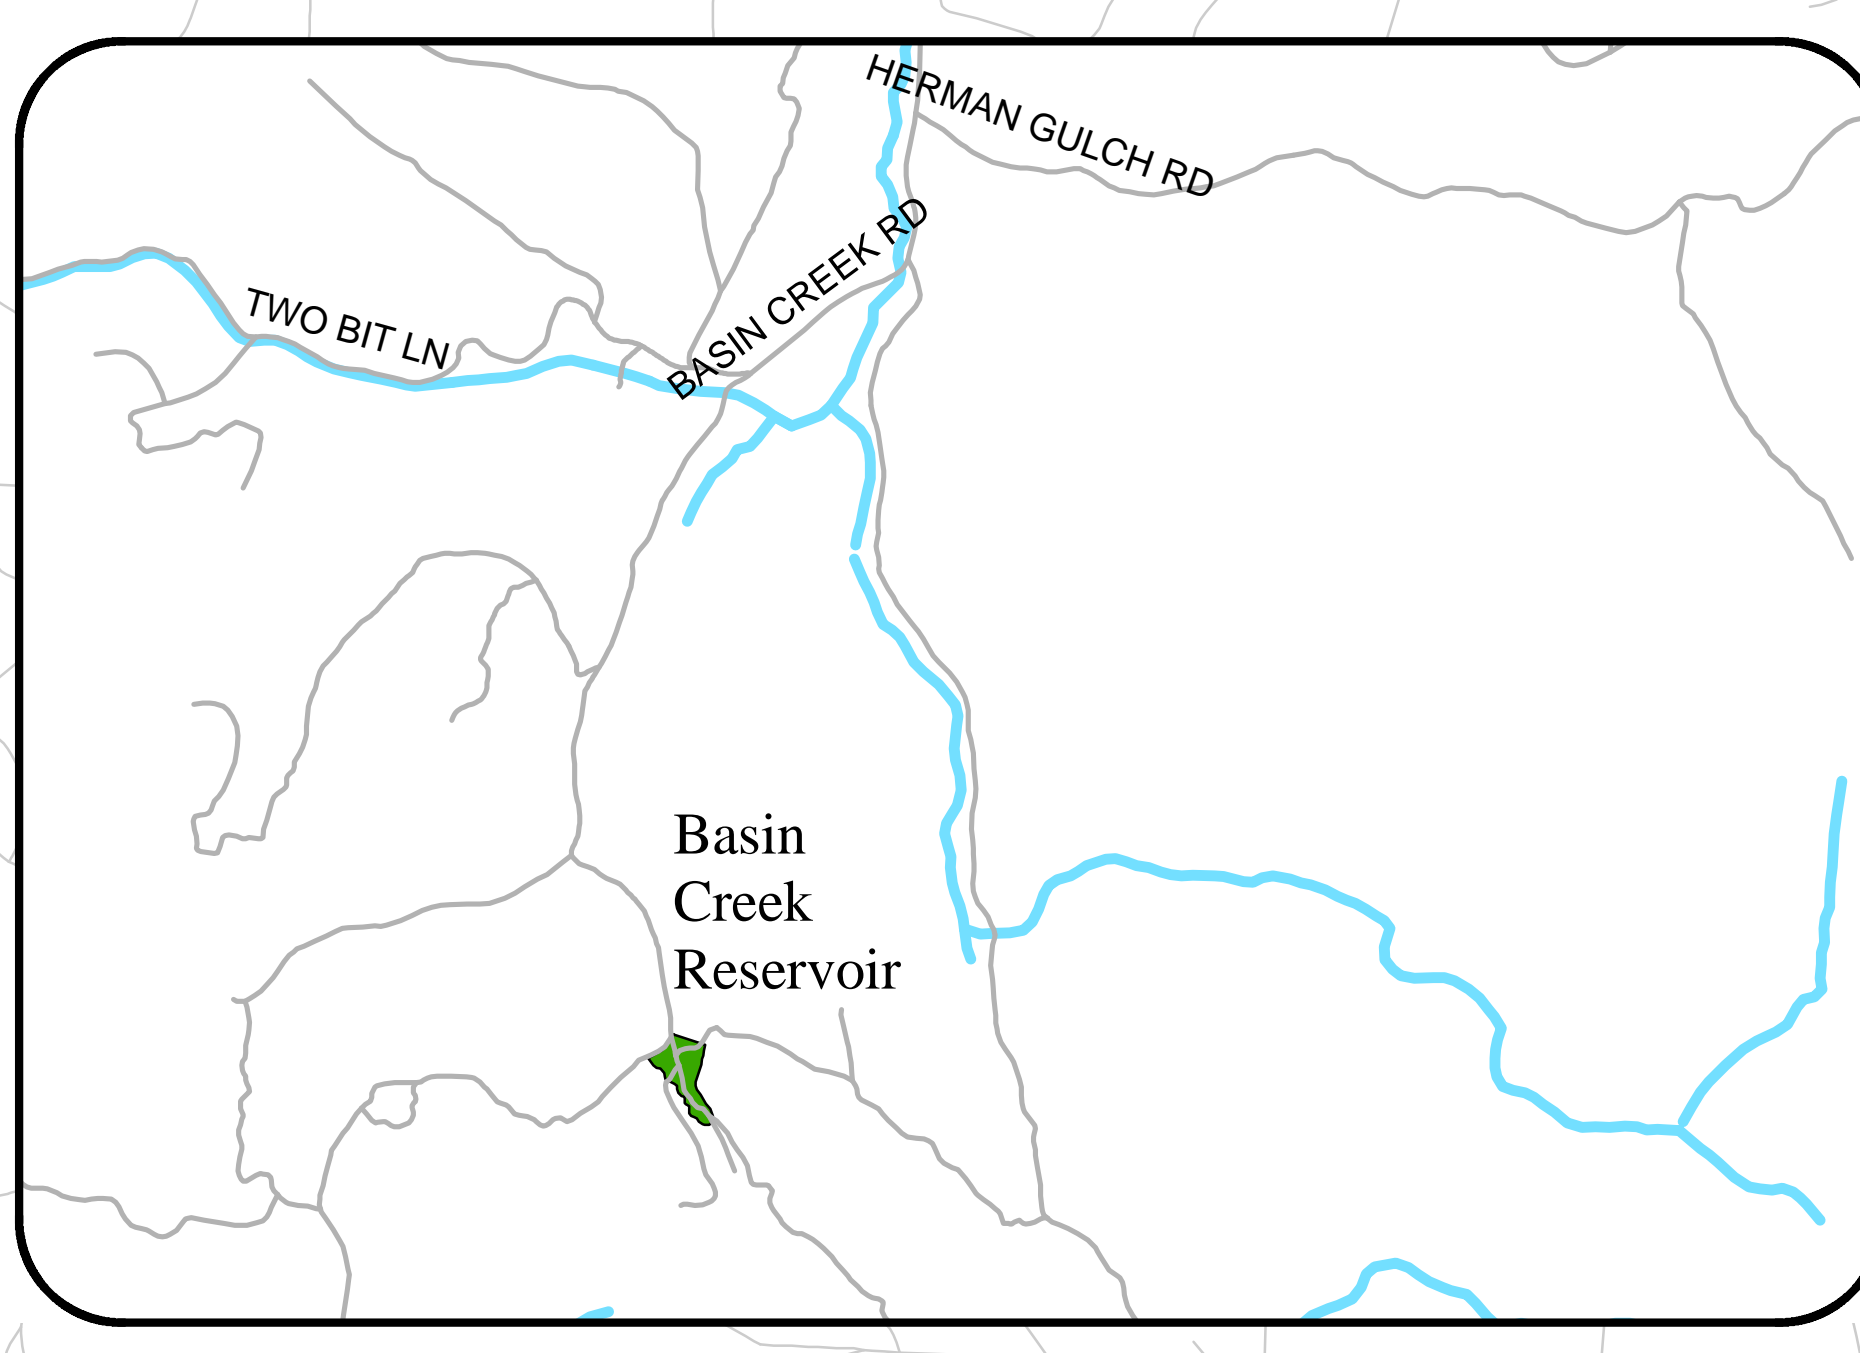 HERMAN GULCH RD
BASIN CREEK RD
TWO BIT LN
Basin
Creek
Reservoir